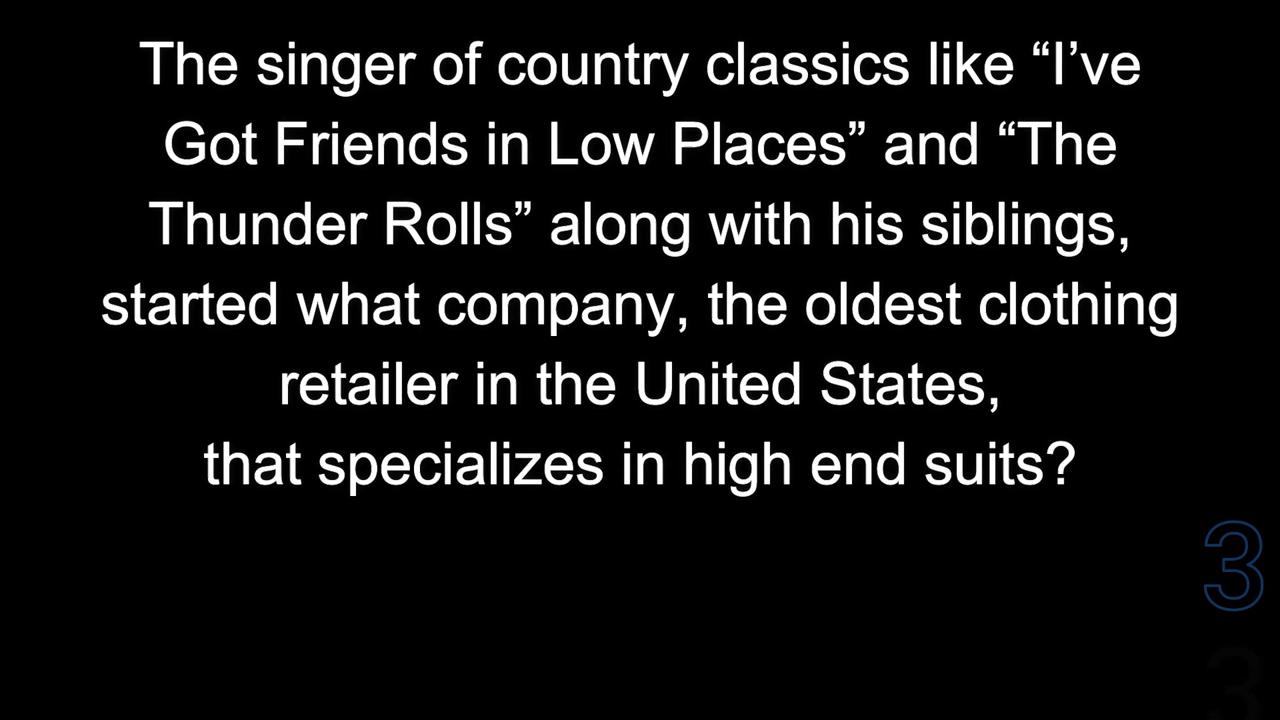 The singer of country classics like “I’ve
Got Friends in Low Places” and “The
Thunder Rolls” along with his siblings,
started what company, the oldest clothing
retailer in the United States,
that specializes in high end suits?
3
3